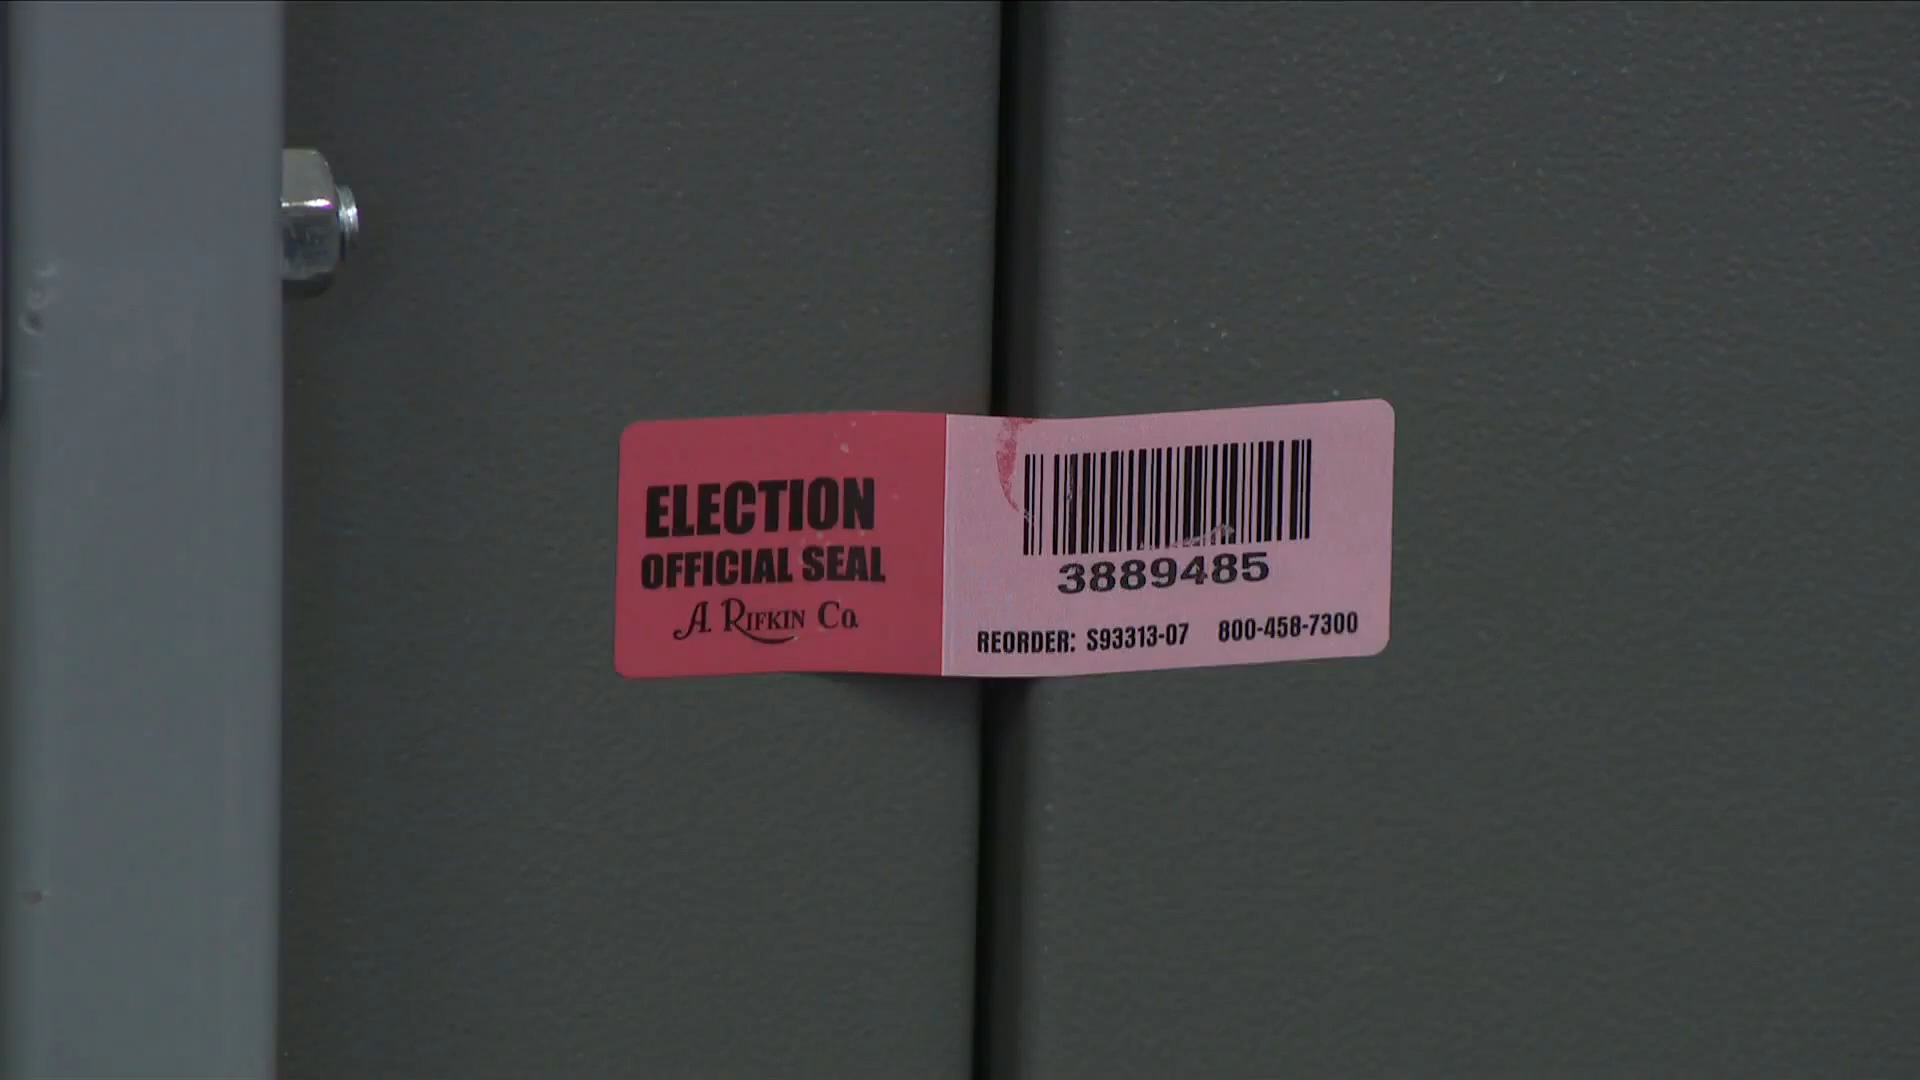 ELECTION
OFFICIAL SEAL
A. RIFKIN CO.
3889485
REORDER: S93313-07 800-458-7300